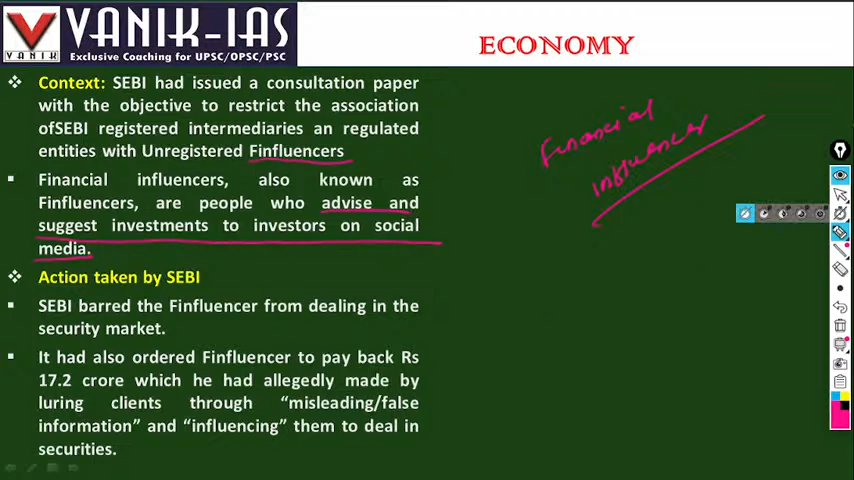 VANIK-IAS
VANIK
Exclusive Coaching for UPSC/OPSC/PSC
ECONOMY
❖ Context: SEBI had issued a consultation paper
with the objective to restrict the association
ofSEBI registered intermediaries an regulated
entities with Unregistered Finfluencers
▪ Financial influencers, also known as
Finfluencers, are people who advise and
suggest investments to investors on social
media.
❖ Action taken by SEBI
▪ SEBI barred the Finfluencer from dealing in the
security market.
▪ It had also ordered Finfluencer to pay back Rs
17.2 crore which he had allegedly made by
luring clients through “misleading/false
information” and “influencing” them to deal in
securities.
Financial
influencer